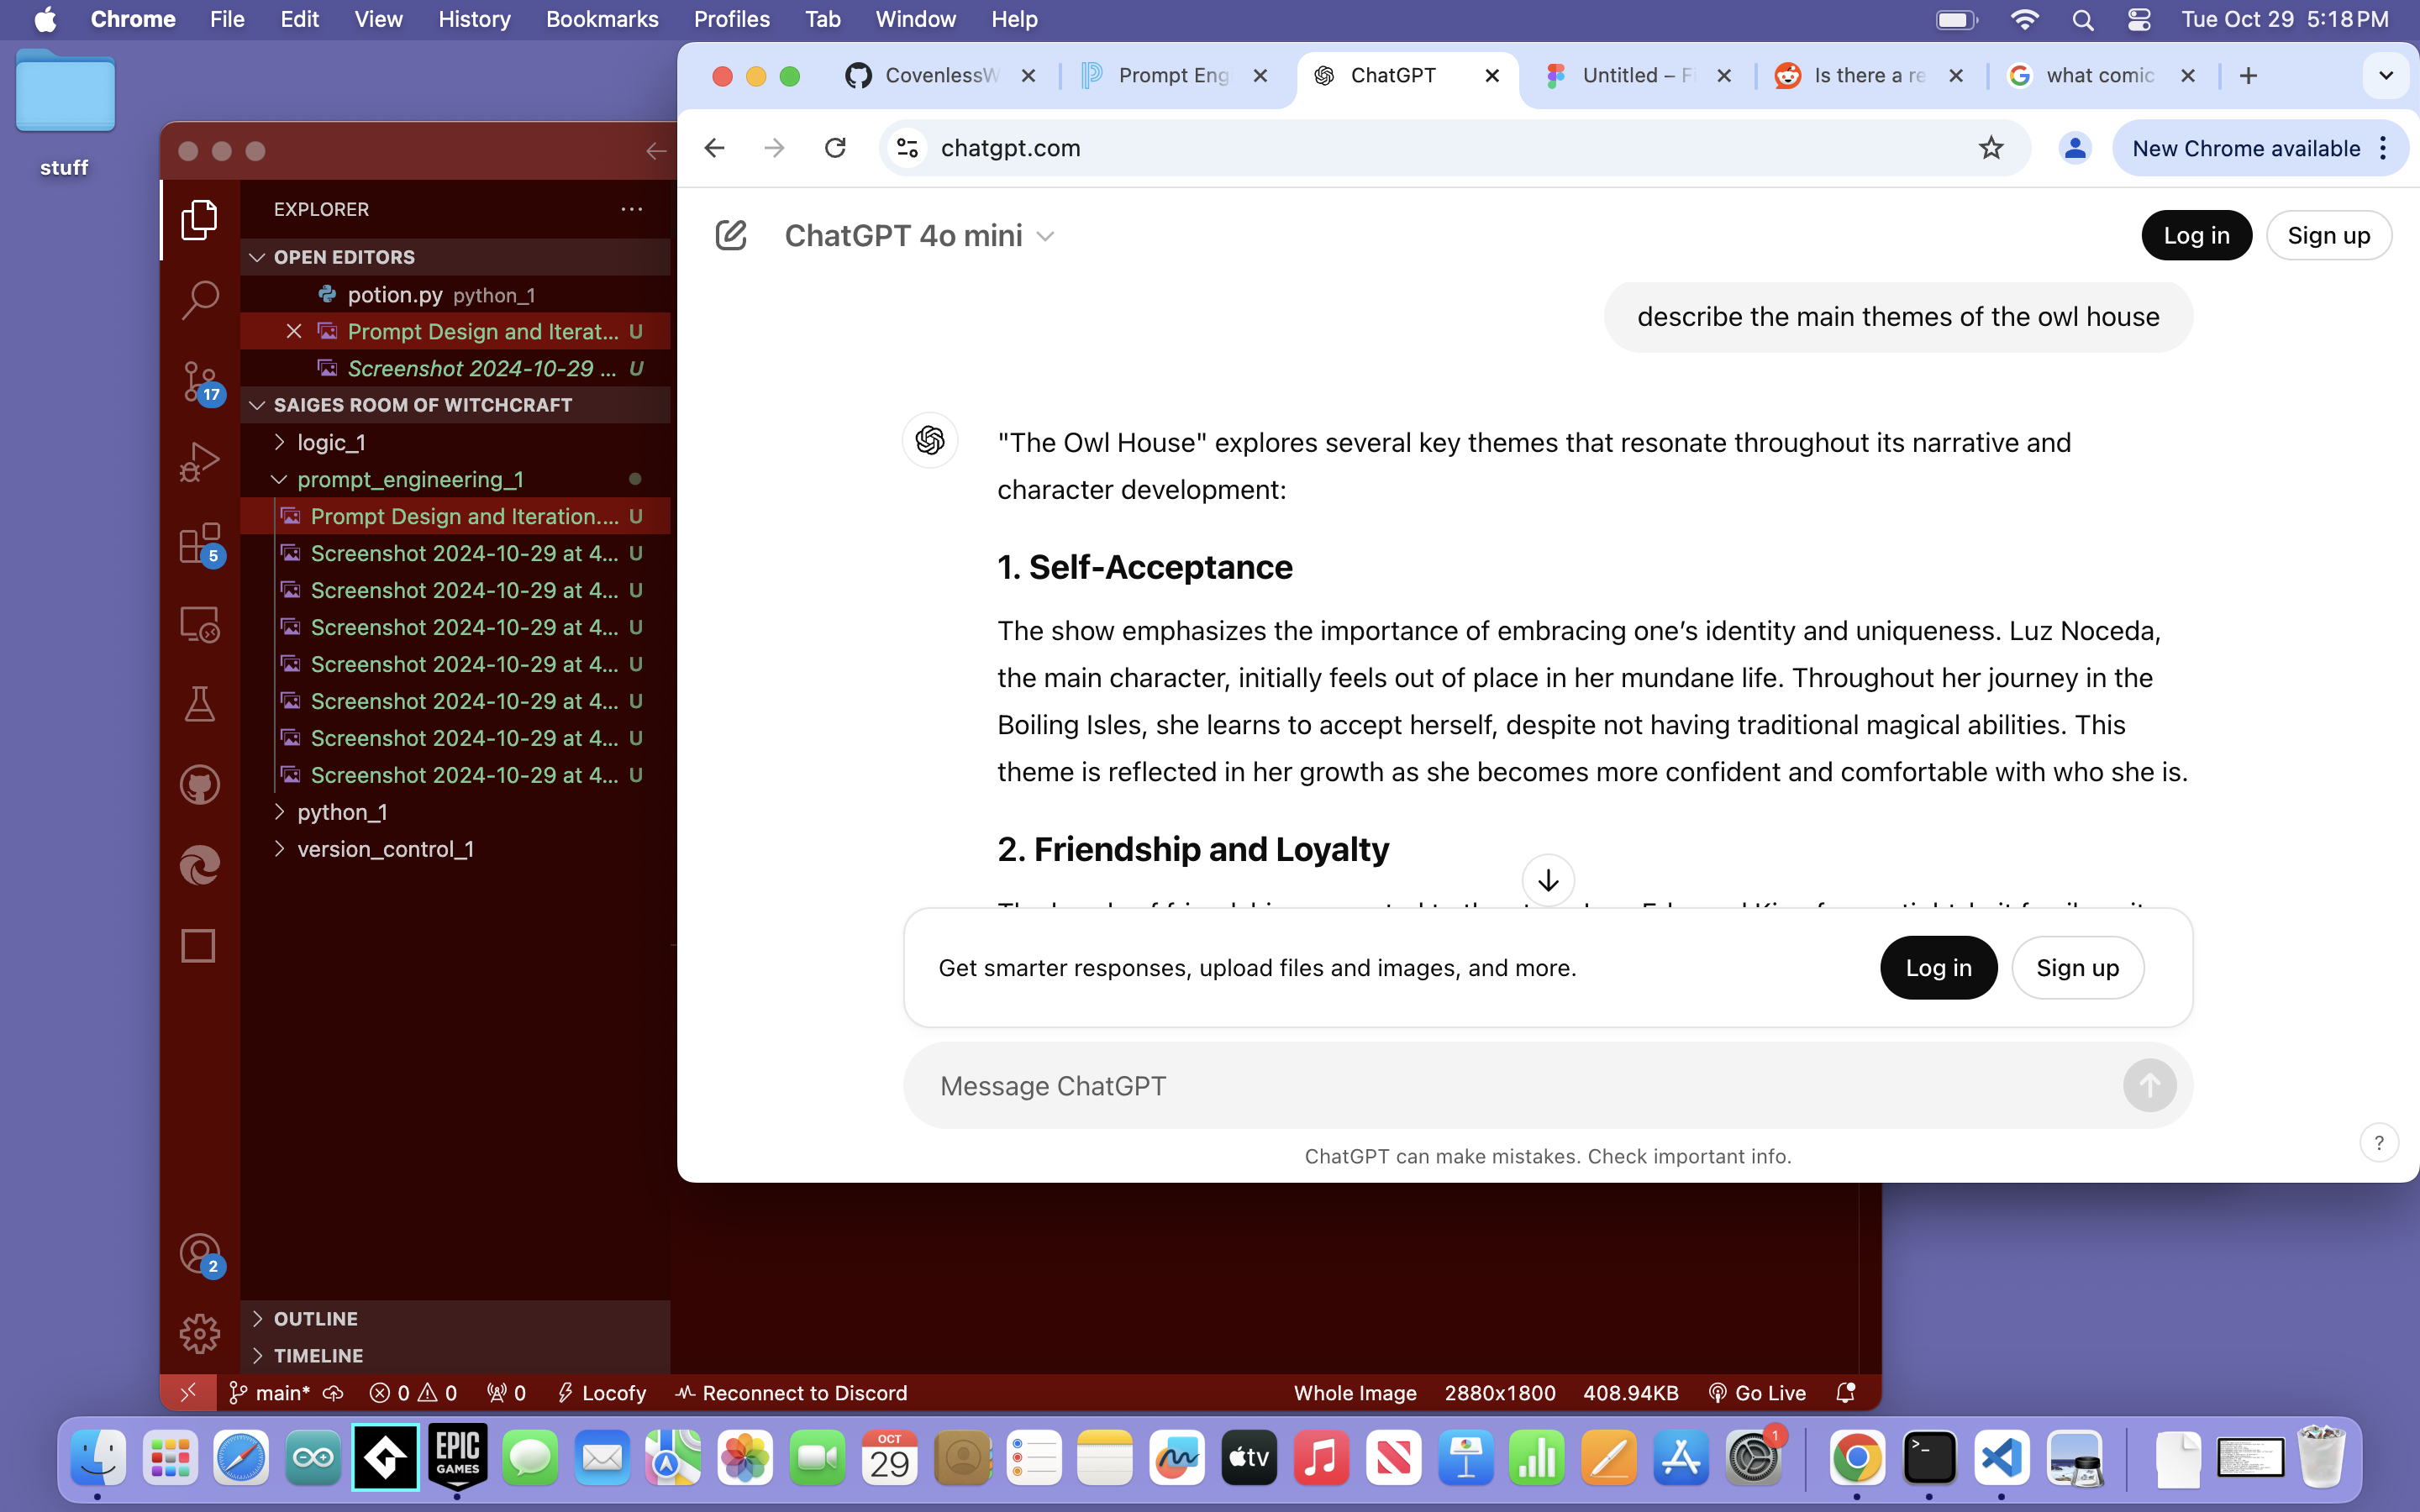 Chrome File Edit View History Bookmarks Profiles Tab Window Help Tue Oct 29 5:18 PM
stuff
CovenlessW Prompt Eng ChatGPT Untitled – Fi Is there a re what comic
chatgpt.com New Chrome available
ChatGPT 4o mini Log in Sign up
describe the main themes of the owl house
"The Owl House" explores several key themes that resonate throughout its narrative and
character development:
1. Self-Acceptance
The show emphasizes the importance of embracing one's identity and uniqueness. Luz Noceda,
the main character, initially feels out of place in her mundane life. Throughout her journey in the
Boiling Isles, she learns to accept herself, despite not having traditional magical abilities. This
theme is reflected in her growth as she becomes more confident and comfortable with who she is.
2. Friendship and Loyalty
Get smarter responses, upload files and images, and more. Log in Sign up
Message ChatGPT
ChatGPT can make mistakes. Check important info.
?
EXPLORER
OPEN EDITORS
potion.py python_1
Prompt Design and Iterat... U
Screenshot 2024-10-29 ... U
SAIGES ROOM OF WITCHCRAFT
logic_1
prompt_engineering_1
Prompt Design and Iteration.... U
Screenshot 2024-10-29 at 4... U
Screenshot 2024-10-29 at 4... U
Screenshot 2024-10-29 at 4... U
Screenshot 2024-10-29 at 4... U
Screenshot 2024-10-29 at 4... U
Screenshot 2024-10-29 at 4... U
Screenshot 2024-10-29 at 4... U
python_1
version_control_1
17
5
2
OUTLINE
TIMELINE
main* 0 0 0 Locofy Reconnect to Discord Whole Image 2880x1800 408.94KB Go Live
EPIC
GAMES
OCT
29
tv
1